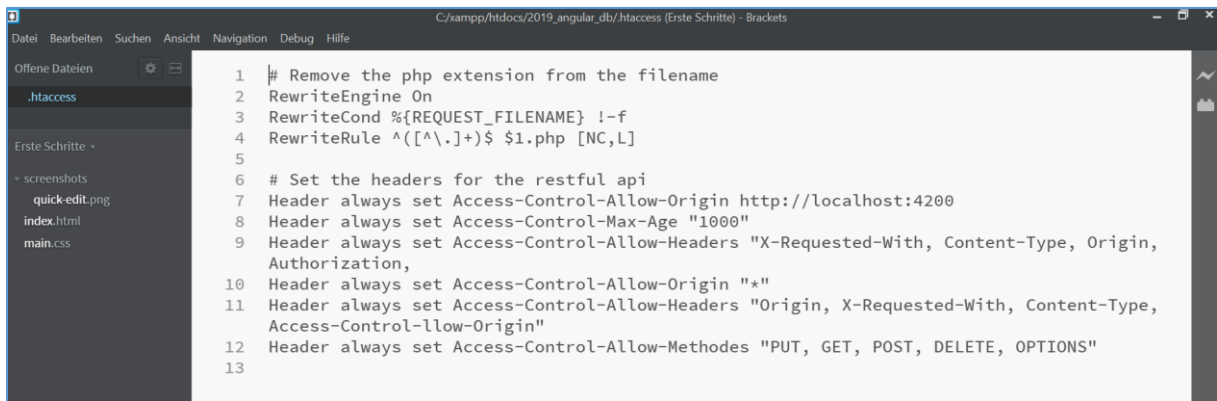 C:/xampp/htdocs/2019_angular_db/.htaccess (Erste Schritte) - Brackets
Datei Bearbeiten Suchen Ansicht Navigation Debug Hilfe
Offene Dateien
.htaccess
Erste Schritte
screenshots
quick-edit.png
index.html
main.css
1 # Remove the php extension from the filename
2 RewriteEngine On
3 RewriteCond %{REQUEST_FILENAME} !-f
4 RewriteRule ^([^\.]+)$ $1.php [NC,L]
5
6 # Set the headers for the restful api
7 Header always set Access-Control-Allow-Origin http://localhost:4200
8 Header always set Access-Control-Max-Age "1000"
9 Header always set Access-Control-Allow-Headers "X-Requested-With, Content-Type, Origin,
Authorization,
10 Header always set Access-Control-Allow-Origin "*"
11 Header always set Access-Control-Allow-Headers "Origin, X-Requested-With, Content-Type,
Access-Control-llow-Origin"
12 Header always set Access-Control-Allow-Methodes "PUT, GET, POST, DELETE, OPTIONS"
13